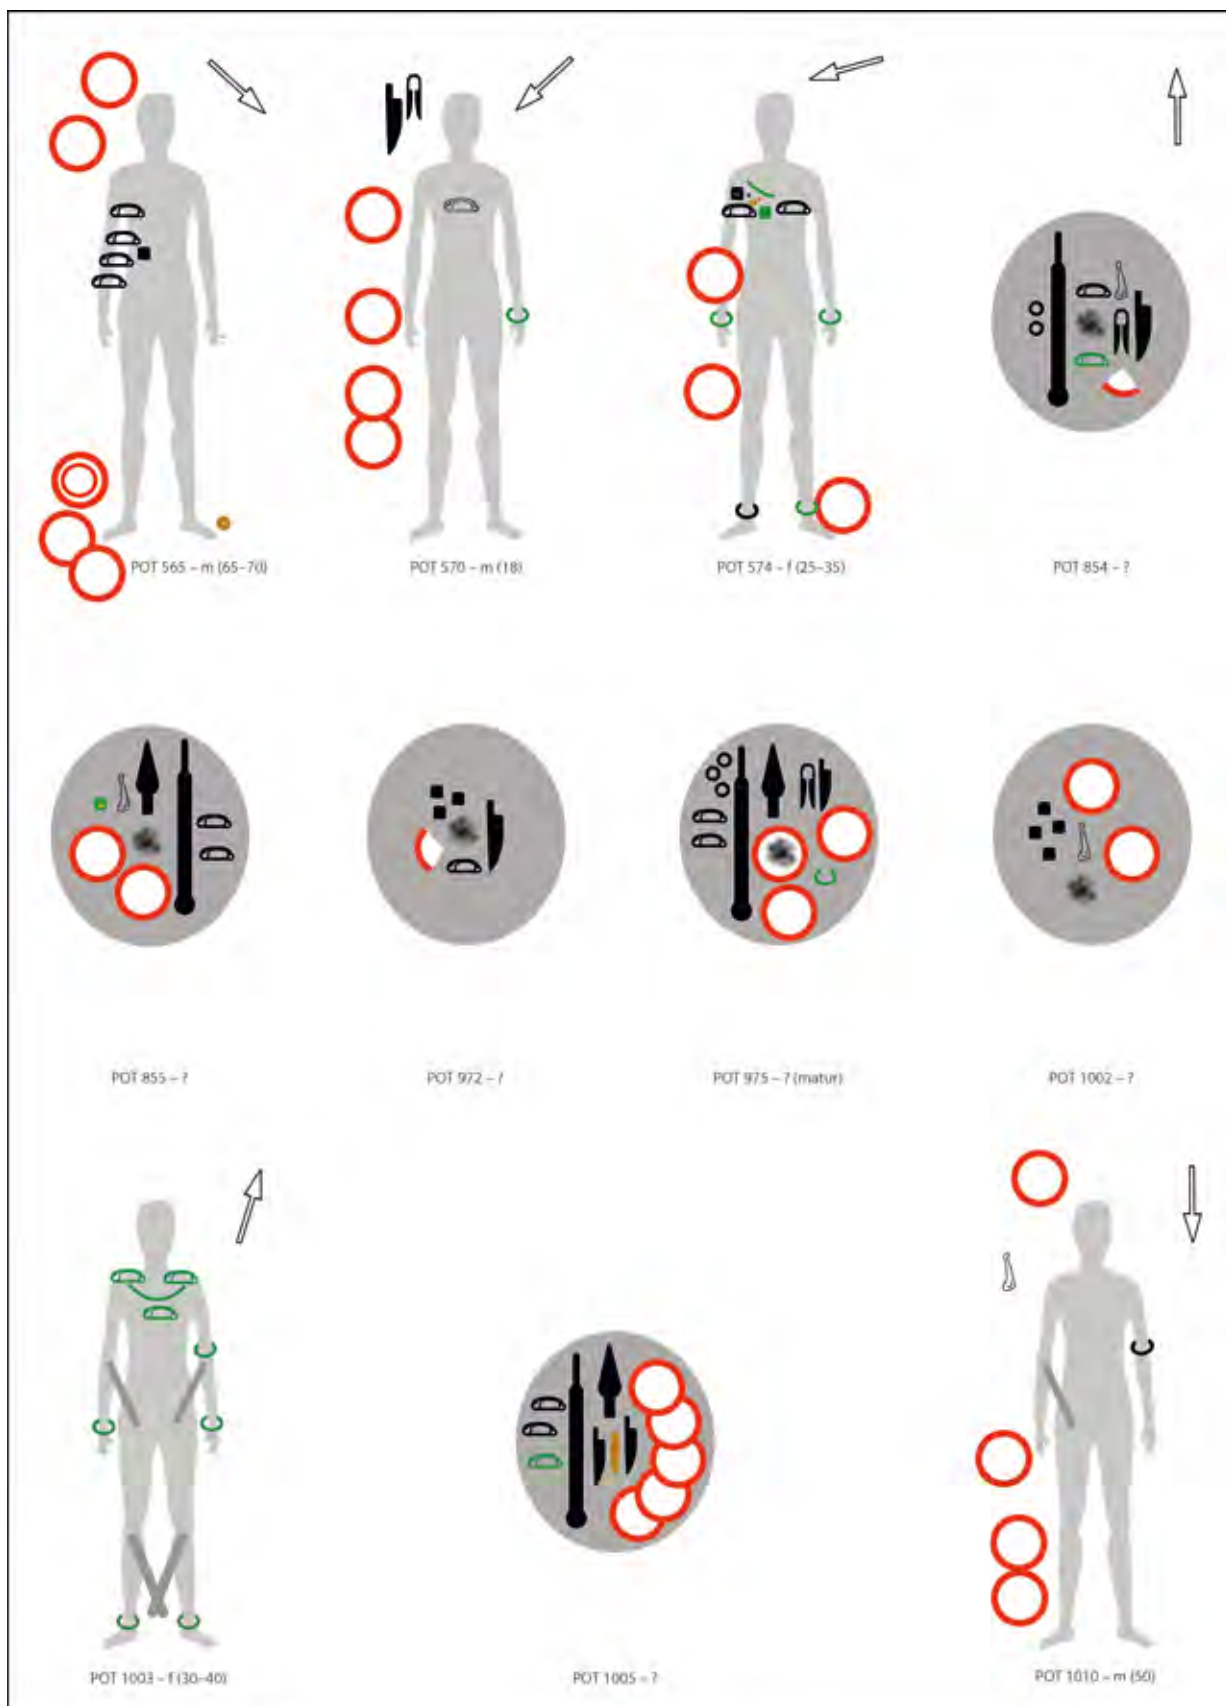 POT 565 – m (65–70)
POT 570 – m (18)
POT 574 – f (25–35)
POT 854 – ?
POT 855 – ?
POT 972 – ?
POT 975 – ? (matur)
POT 1002 – ?
POT 1003 – f (30–40)
POT 1005 – ?
POT 1010 – m (50)